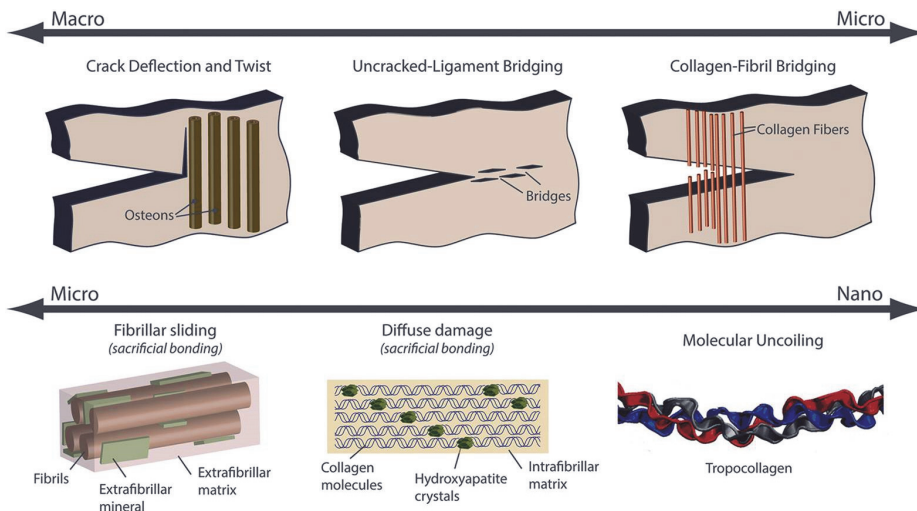 Macro
Micro
Crack Deflection and Twist
Uncracked-Ligament Bridging
Collagen-Fibril Bridging
Osteons
Bridges
Collagen Fibers
Micro
Nano
Fibrillar sliding
(sacrificial bonding)
Diffuse damage
(sacrificial bonding)
Molecular Uncoiling
Fibrils
Extrafibrillar
mineral
Extrafibrillar
matrix
Collagen
molecules
Hydroxyapatite
crystals
Intrafibrillar
matrix
Tropocollagen